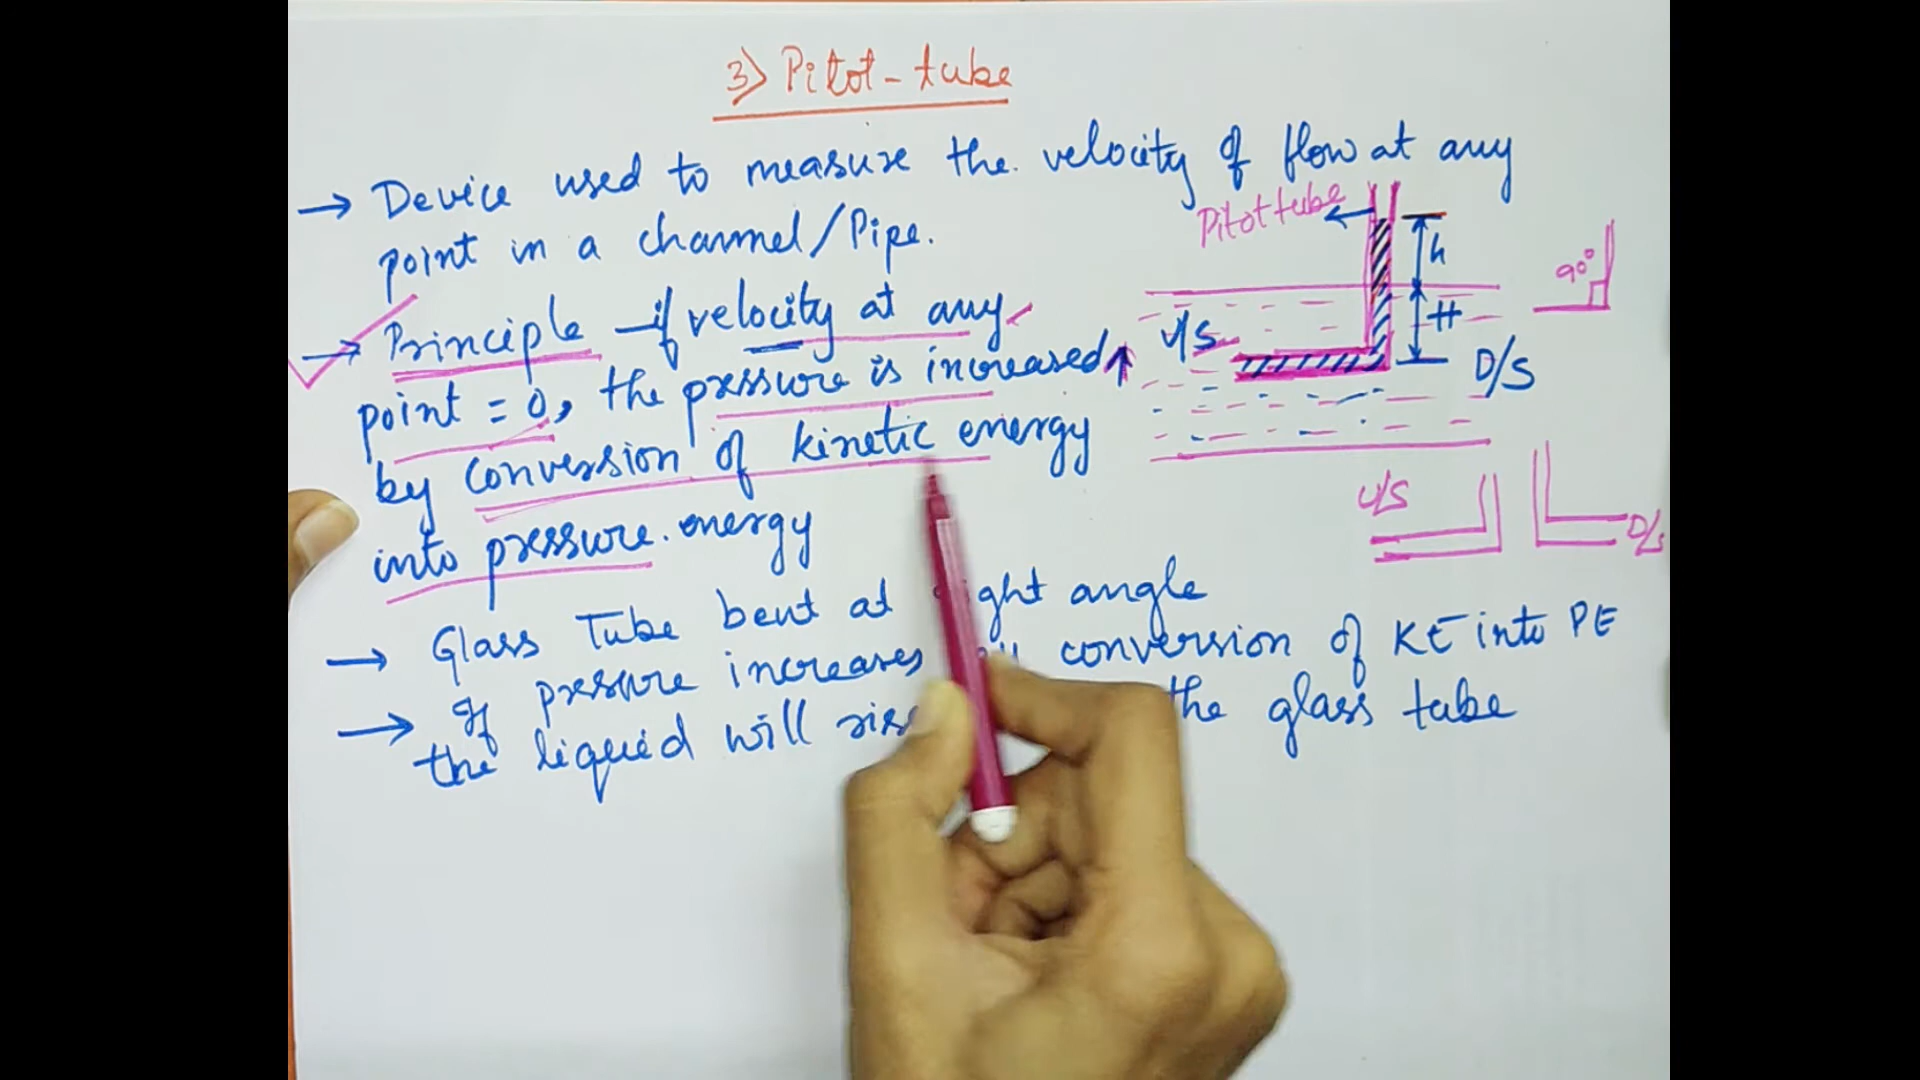 3) Pitot-tube
→ Device used to measure the velocity of flow at any
point in a channel/Pipe.
→ Principle - if velocity at any
point = 0, the pressure is increased ↑
by conversion of kinetic energy
into pressure energy
→ Glass Tube bent at right angle
→ If pressure increases by conversion of KE into PE
the liquid will rise the glass tube
Pitot tube
h
H
U/S
D/S
90°
U/S
D/S